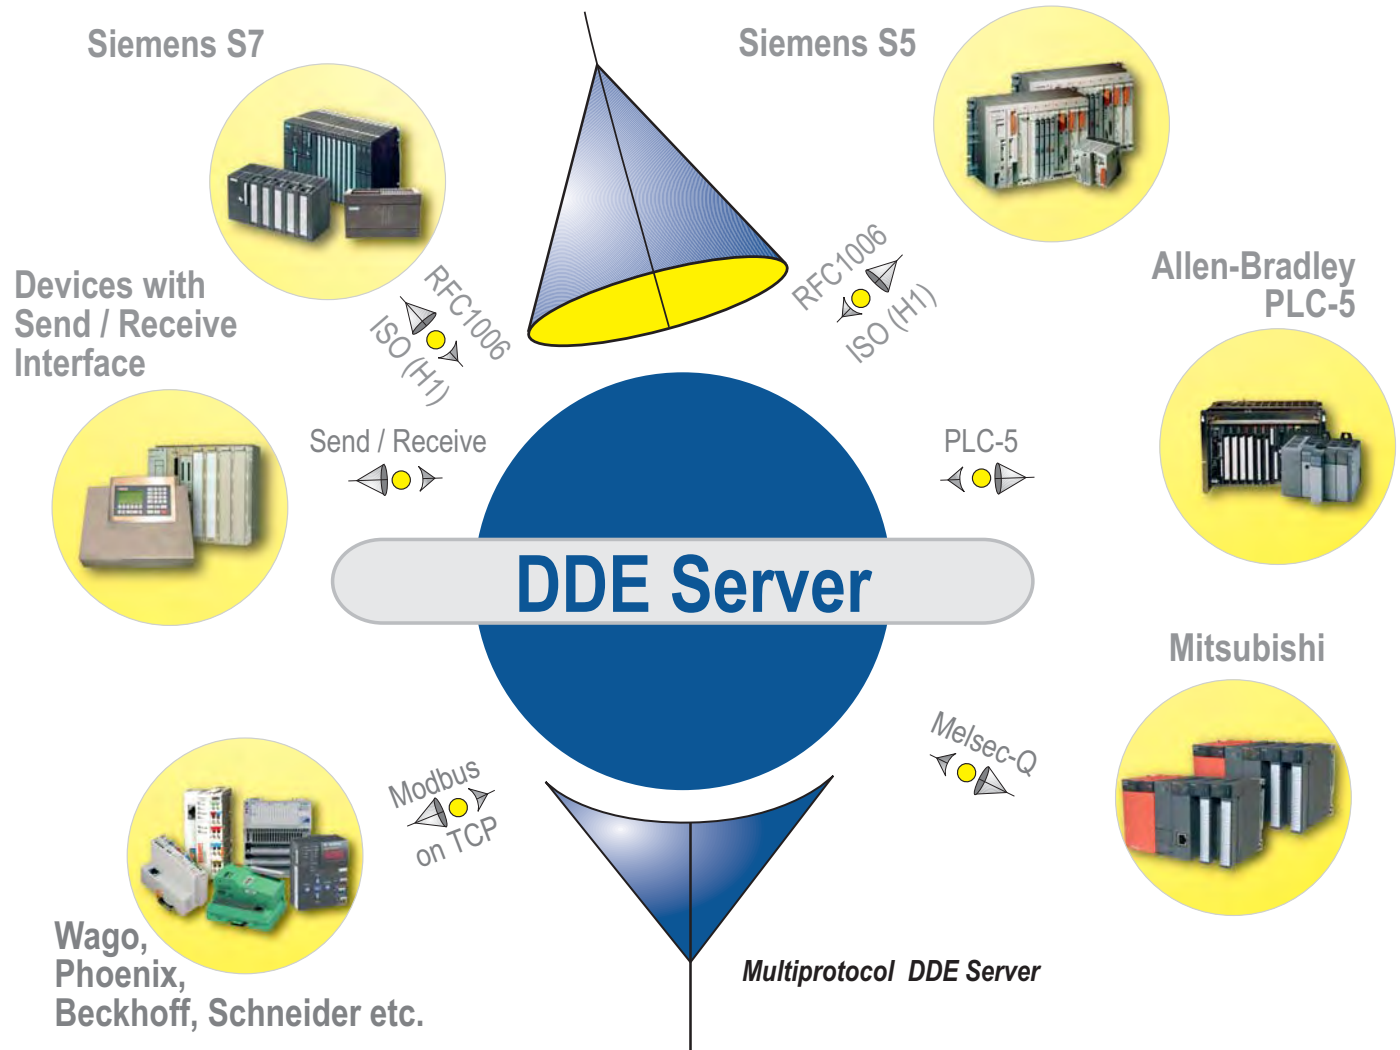 Siemens S7
Siemens S5
RFC1006
ISO (H1)
RFC1006
ISO (H1)
Devices with
Send / Receive
Interface
Allen-Bradley
PLC-5
Send / Receive
PLC-5
DDE Server
Mitsubishi
Melsec-Q
Modbus
on TCP
Wago,
Phoenix,
Beckhoff, Schneider etc.
Multiprotocol DDE Server